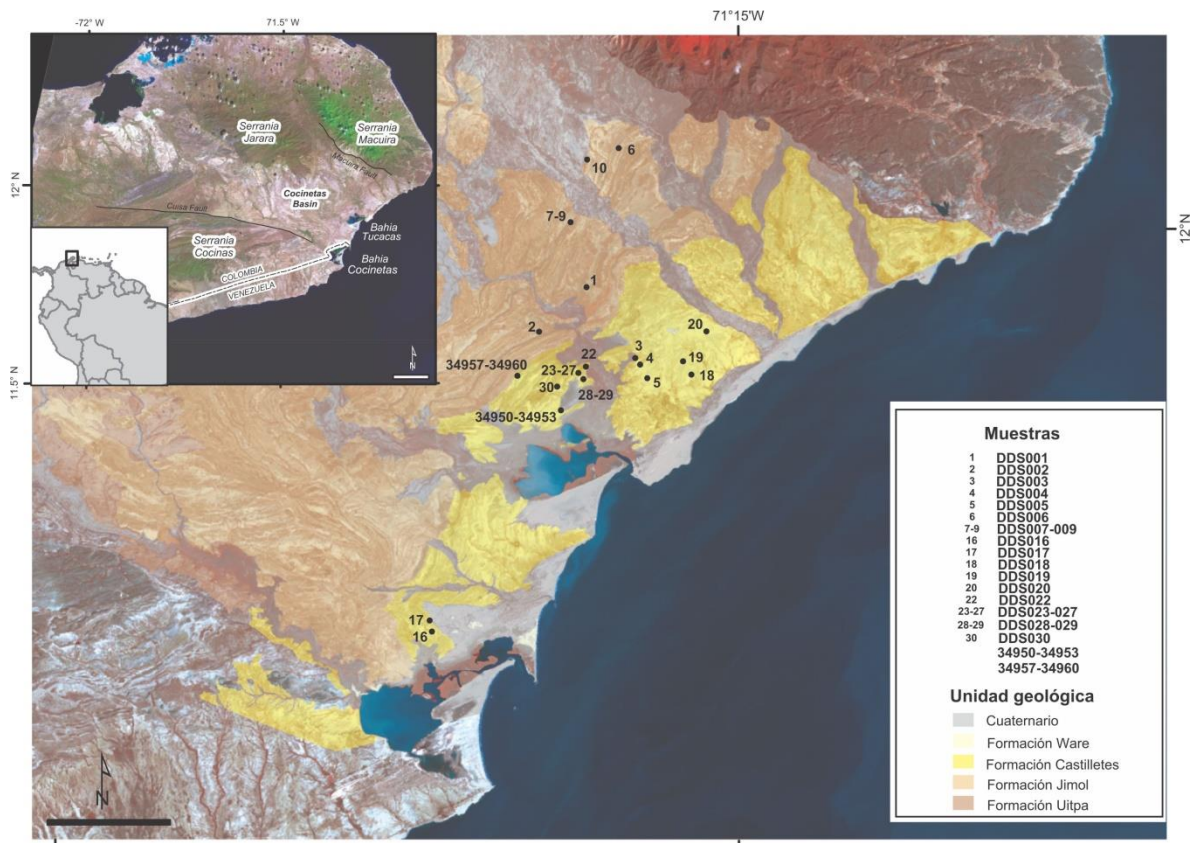 -72° W
71.5°
71°15
12° N
11.5°
12° N
Serranía
Jarara
Serranía
Macuira
Macuira Fault
Cocinetas
Basin
Cuisa Fault
Bahia
Tucacas
Serranía
Cocinas
Bahia
Cocinetas
COLOMBIA
VENEZUELA
N
6
10
7-9
1
2
20
22
3
4
19
34957-34960
23-27
30
5
18
28-29
34950-34953
17
16
N
Muestras
1 DDS001
2 DDS002
3 DDS003
4 DDS004
5 DDS005
6 DDS006
7-9 DDS007-009
16 DDS016
17 DDS017
18 DDS018
19 DDS019
20 DDS020
22 DDS022
23-27 DDS023-027
28-29 DDS028-029
30 DDS030
34950-34953
34957-34960
Unidad geológica
Cuaternario
Formación Ware
Formación Castilletes
Formación Jimol
Formación Uitpa